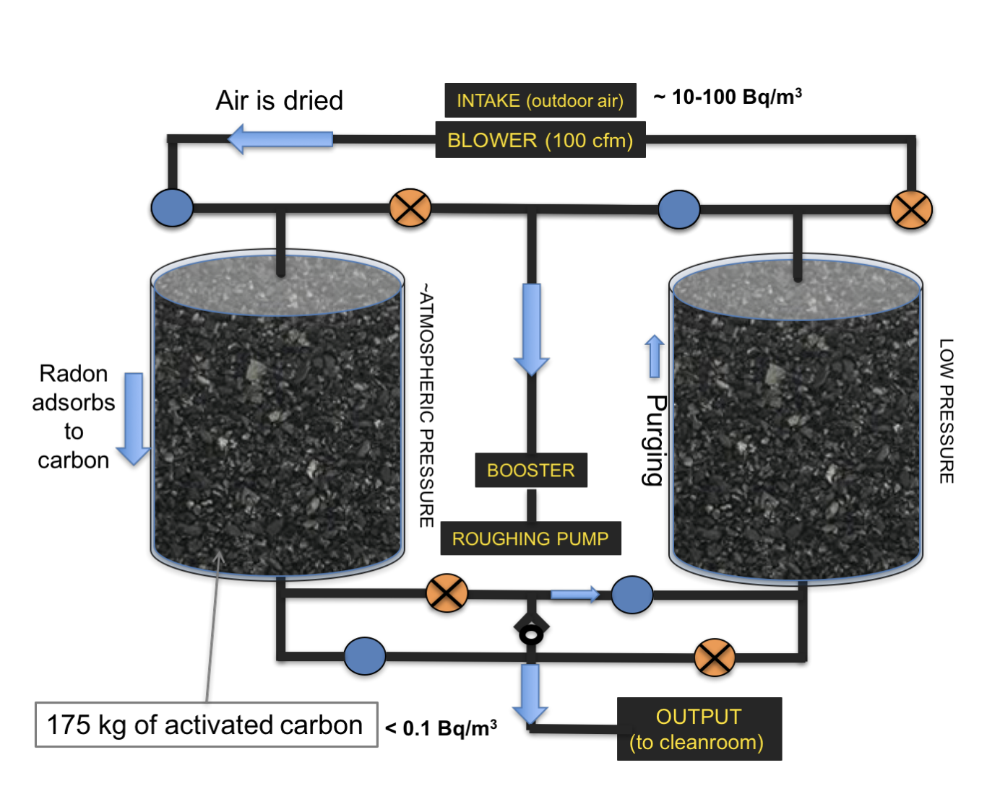 Air is dried
INTAKE (outdoor air)
~ 10-100 Bq/m³
BLOWER (100 cfm)
~ATMOSPHERIC PRESSURE
LOW PRESSURE
Radon
adsorbs
to
carbon
Purging
BOOSTER
ROUGHING PUMP
175 kg of activated carbon
< 0.1 Bq/m³
OUTPUT
(to cleanroom)